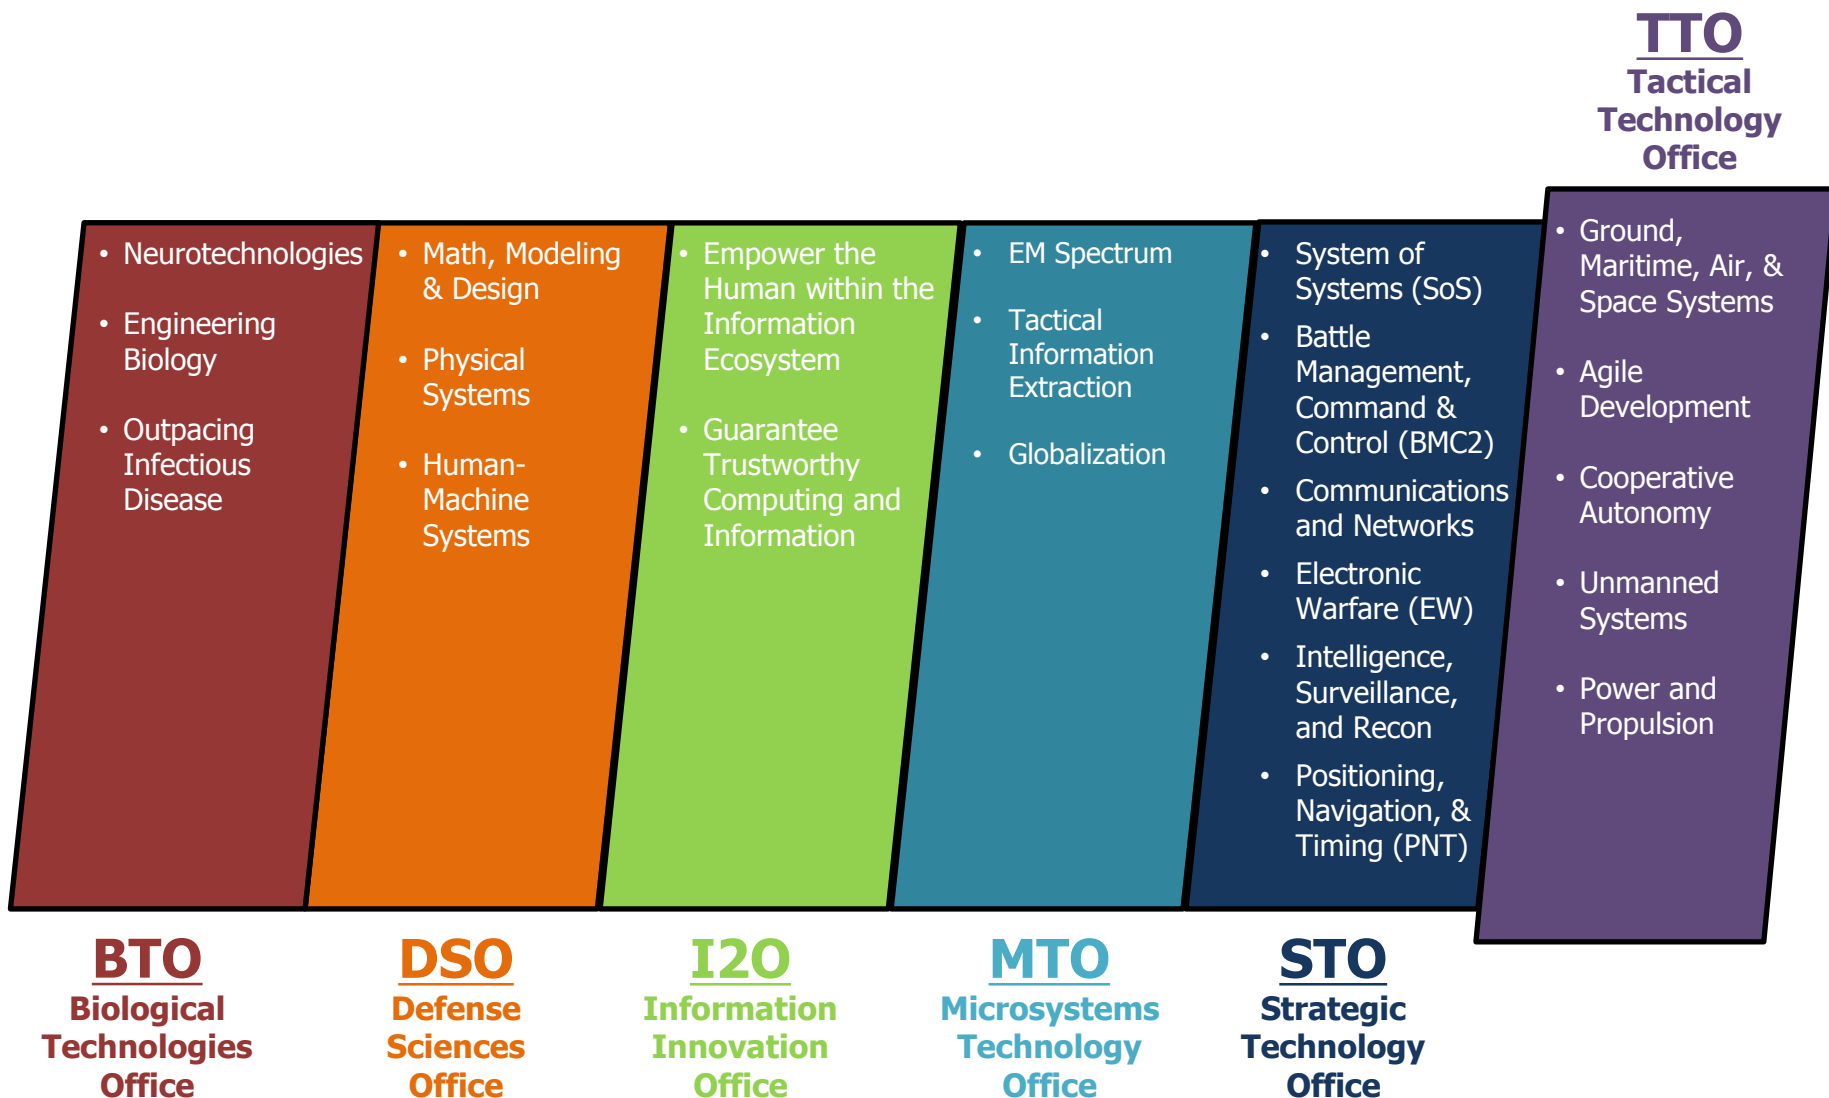 TTO
Tactical
Technology
Office
• Neurotechnologies
• Engineering
Biology
• Outpacing
Infectious
Disease
• Math, Modeling
& Design
• Physical
Systems
• Human-
Machine
Systems
• Empower the
Human within the
Information
Ecosystem
• Guarantee
Trustworthy
Computing and
Information
• EM Spectrum
• Tactical
Information
Extraction
• Globalization
• System of
Systems (SoS)
• Battle
Management,
Command &
Control (BMC2)
• Communications
and Networks
• Electronic
Warfare (EW)
• Intelligence,
Surveillance,
and Recon
• Positioning,
Navigation, &
Timing (PNT)
• Ground,
Maritime, Air, &
Space Systems
• Agile
Development
• Cooperative
Autonomy
• Unmanned
Systems
• Power and
Propulsion
BTO
Biological
Technologies
Office
DSO
Defense
Sciences
Office
I2O
Information
Innovation
Office
MTO
Microsystems
Technology
Office
STO
Strategic
Technology
Office